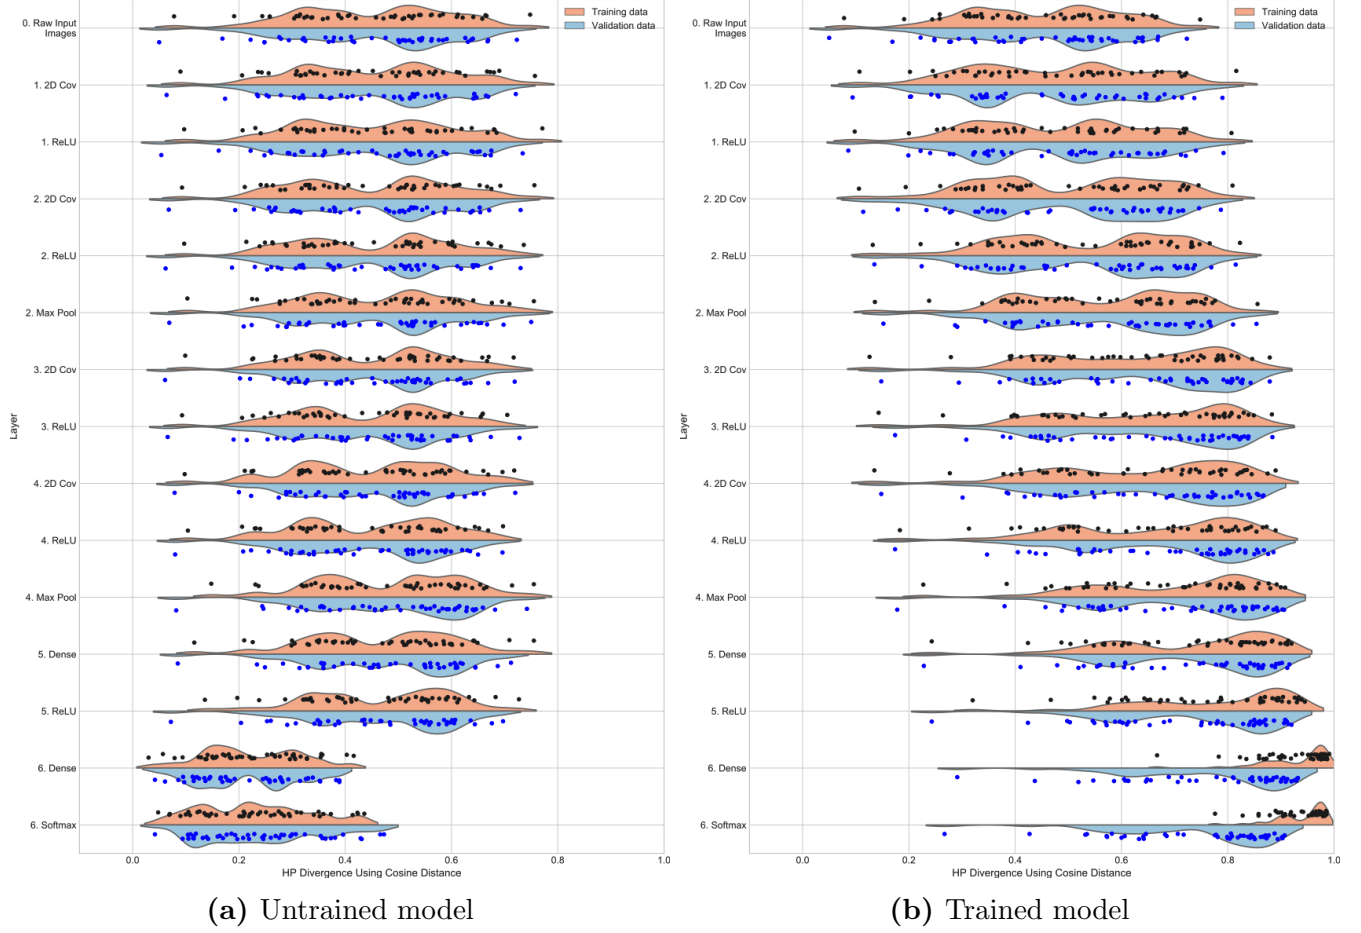 Training data
Validation data
0. Raw Input
Images
1. 2D Cov
1. ReLU
2. 2D Cov
2. ReLU
2. Max Pool
3. 2D Cov
3. ReLU
4. 2D Cov
4. ReLU
4. Max Pool
5. Dense
5. ReLU
6. Dense
6. Softmax
Layer
0.0 0.2 0.4 0.6 0.8 1.0
HP Divergence Using Cosine Distance
(a) Untrained model
Training data
Validation data
0. Raw Input
Images
1. 2D Cov
1. ReLU
2. 2D Cov
2. ReLU
2. Max Pool
3. 2D Cov
3. ReLU
4. 2D Cov
4. ReLU
4. Max Pool
5. Dense
5. ReLU
6. Dense
6. Softmax
Layer
0.0 0.2 0.4 0.6 0.8 1.0
HP Divergence Using Cosine Distance
(b) Trained model